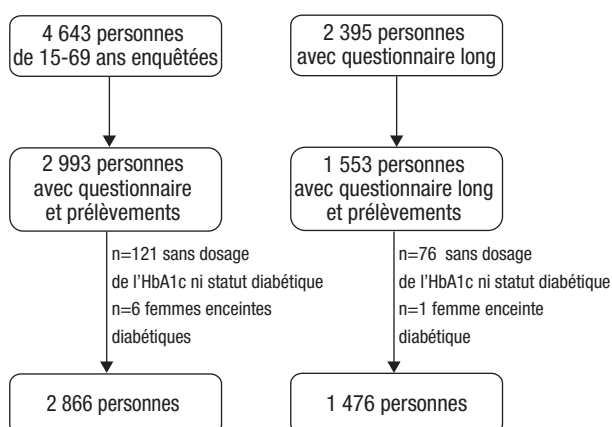 4 643 personnes
de 15-69 ans enquêtées
2 993 personnes
avec questionnaire
et prélèvements
n=121 sans dosage
de l'HbA1c ni statut diabétique
n=6 femmes enceintes
diabétiques
2 866 personnes
2 395 personnes
avec questionnaire long
1 553 personnes
avec questionnaire long
et prélèvements
n=76 sans dosage
de l'HbA1c ni statut diabétique
n=1 femme enceinte
diabétique
1 476 personnes